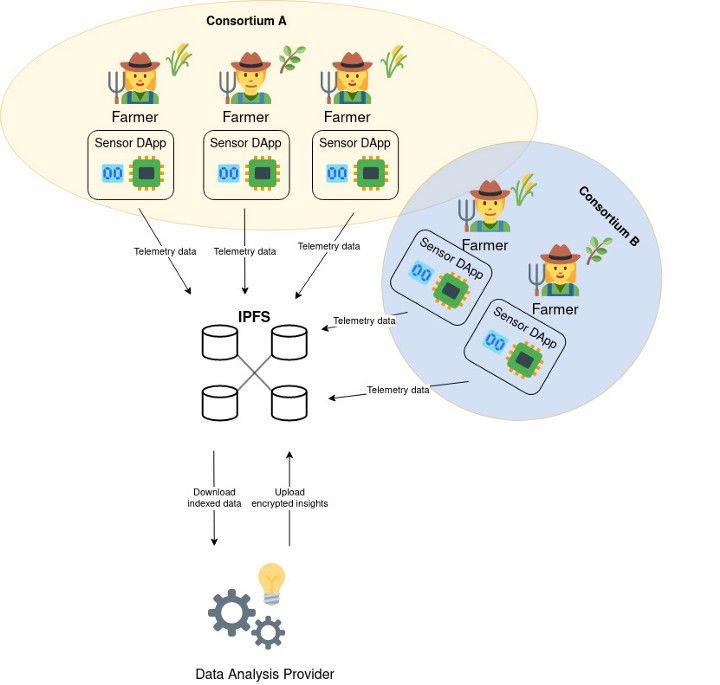 Consortium A
Farmer
Farmer
Farmer
Sensor DApp
Sensor DApp
Sensor DApp
00
00
00
Consortium B
Farmer
Sensor DApp
00
Farmer
Sensor DApp
00
Telemetry data
Telemetry data
Telemetry data
IPFS
Telemetry data
Telemetry data
Download
indexed data
Upload
encrypted insights
Data Analysis Provider